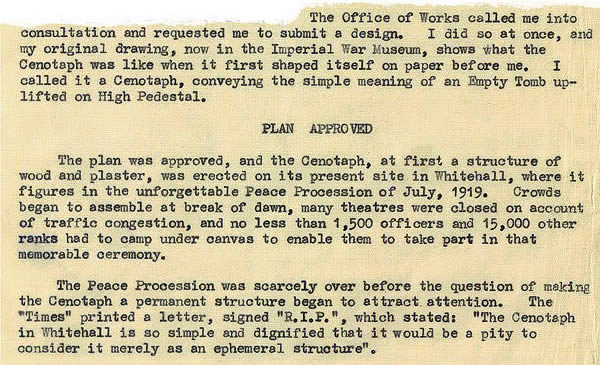 The Office of Works called me into
consultation and requested me to submit a design. I did so at once, and
my original drawing, now in the Imperial War Museum, shows what the
Cenotaph was like when it first shaped itself on paper before me. I
called it a Cenotaph, conveying the simple meaning of an Empty Tomb up-
lifted on High Pedestal.
PLAN APPROVED
The plan was approved, and the Cenotaph, at first a structure of
wood and plaster, was erected on its present site in Whitehall, where it
figures in the unforgettable Peace Procession of July, 1919. Crowds
began to assemble at break of dawn, many theatres were closed on account
of traffic congestion, and no less than 1,500 officers and 15,000 other
ranks had to camp under canvas to enable them to take part in that
memorable ceremony.
The Peace Procession was scarcely over before the question of making
the Cenotaph a permanent structure began to attract attention. The
"Times" printed a letter, signed "R.I.P.", which stated: "The Cenotaph
in Whitehall is so simple and dignified that it would be a pity to
consider it merely as an ephemeral structure".